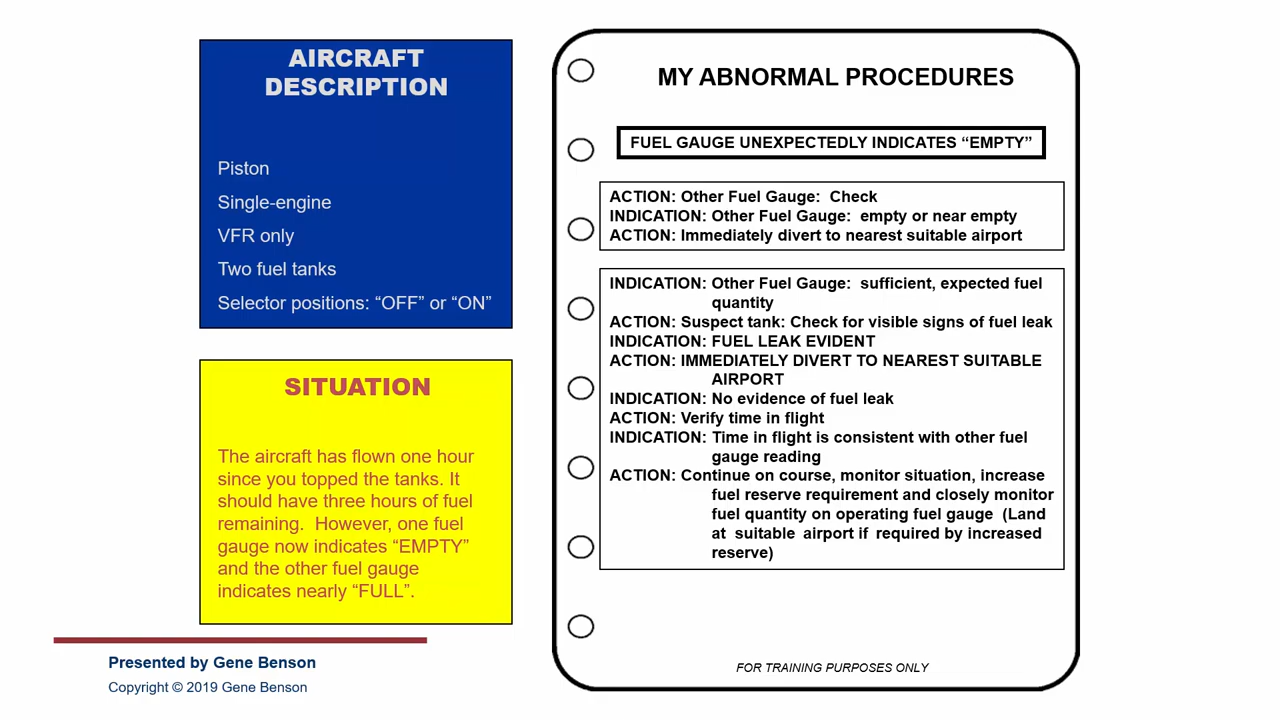 AIRCRAFT
DESCRIPTION
Piston
Single-engine
VFR only
Two fuel tanks
Selector positions: “OFF” or “ON”
SITUATION
The aircraft has flown one hour
since you topped the tanks. It
should have three hours of fuel
remaining.  However, one fuel
gauge now indicates “EMPTY”
and the other fuel gauge
indicates nearly “FULL”.
Presented by Gene Benson
Copyright © 2019 Gene Benson
MY ABNORMAL PROCEDURES
FUEL GAUGE UNEXPECTEDLY INDICATES “EMPTY”
ACTION: Other Fuel Gauge:  Check
INDICATION: Other Fuel Gauge:  empty or near empty
ACTION: Immediately divert to nearest suitable airport
INDICATION: Other Fuel Gauge:  sufficient, expected fuel
quantity
ACTION: Suspect tank: Check for visible signs of fuel leak
INDICATION: FUEL LEAK EVIDENT
ACTION: IMMEDIATELY DIVERT TO NEAREST SUITABLE
AIRPORT
INDICATION: No evidence of fuel leak
ACTION: Verify time in flight
INDICATION: Time in flight is consistent with other fuel
gauge reading
ACTION: Continue on course, monitor situation, increase
fuel reserve requirement and closely monitor
fuel quantity on operating fuel gauge  (Land
at  suitable  airport if  required by increased
reserve)
FOR TRAINING PURPOSES ONLY